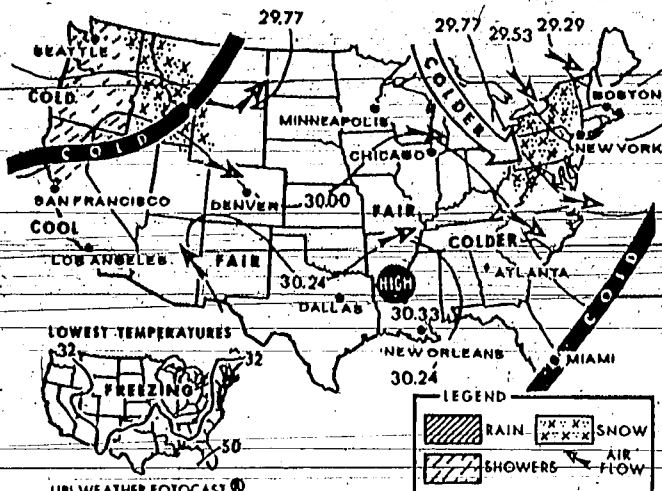 29.77
29.77
29.53
29.29
SEATTLE
COLD
COLD
COLDER
BOSTON
MINNEAPOLIS
CHICAGO
NEW YORK
SAN FRANCISCO
DENVER
30.00
COOL
FAIR
FAIR
COLDER
LOS ANGELES
30.24
HIGH
ATLANTA
DALLAS
30.33
COLD
NEW ORLEANS
MIAMI
30.24
LOWEST TEMPERATURES
32
32
FREEZING
50
LEGEND
RAIN
SNOW
SHOWERS
AIR FLOW
UPI WEATHER FOTOCAST ®